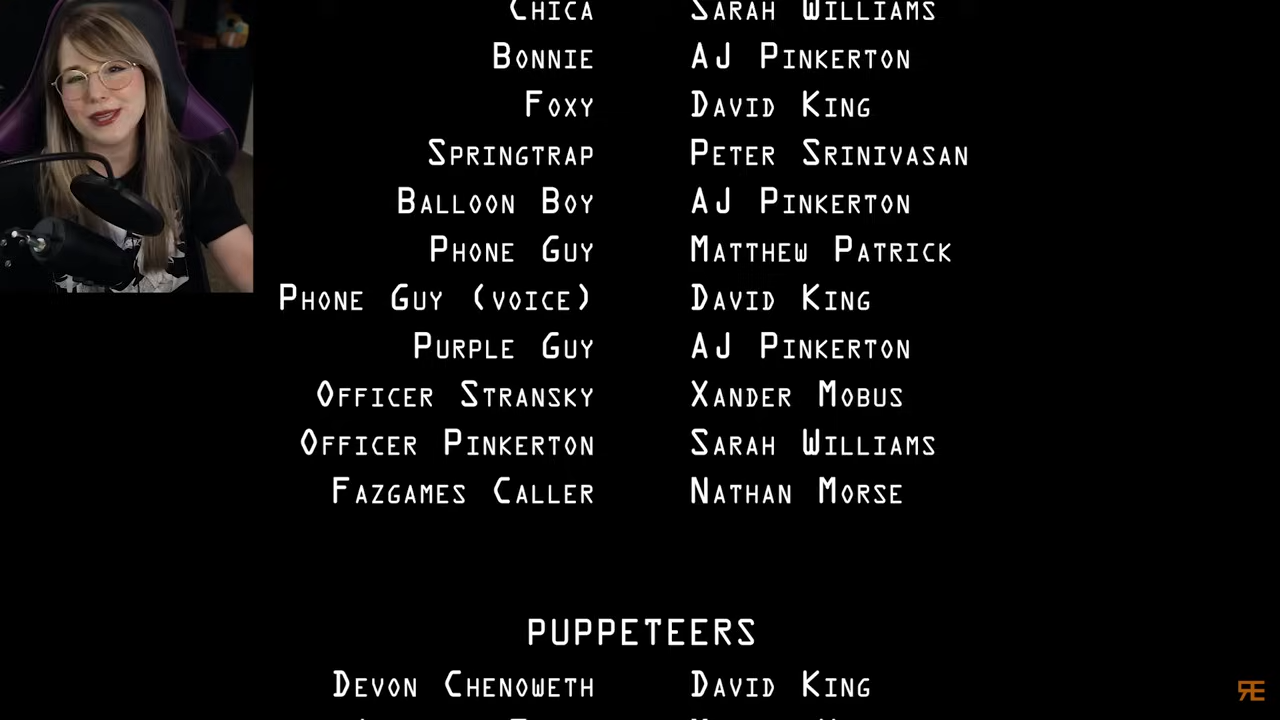 Chica Sarah Williams
Bonnie AJ Pinkerton
Foxy David King
Springtrap Peter Srinivasan
Balloon Boy AJ Pinkerton
Phone Guy Matthew Patrick
Phone Guy (voice) David King
Purple Guy AJ Pinkerton
Officer Stransky Xander Mobus
Officer Pinkerton Sarah Williams
Fazgames Caller Nathan Morse
PUPPETEERS
Devon Chenoweth David King